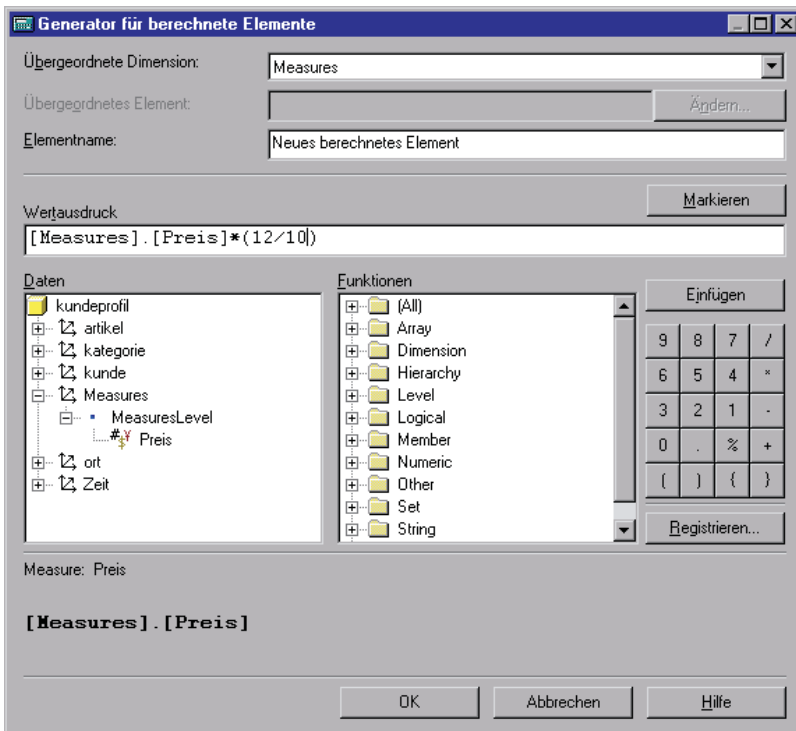 Generator für berechnete Elemente
Übergeordnete Dimension: Measures
Übergeordnetes Element: Ändern...
Elementname: Neues berechnetes Element
Markieren
Wertausdruck
[Measures].[Preis]*(12/10)
Daten
kundeprofil
artikel
kategorie
kunde
Measures
MeasuresLevel
Preis
ort
Zeit
Funktionen
(All)
Array
Dimension
Hierarchy
Level
Logical
Member
Numeric
Other
Set
String
Einfügen
9 8 7 /
6 5 4 *
3 2 1 -
0 . % +
( ) { }
Registrieren...
Measure: Preis
[Measures].[Preis]
OK Abbrechen Hilfe